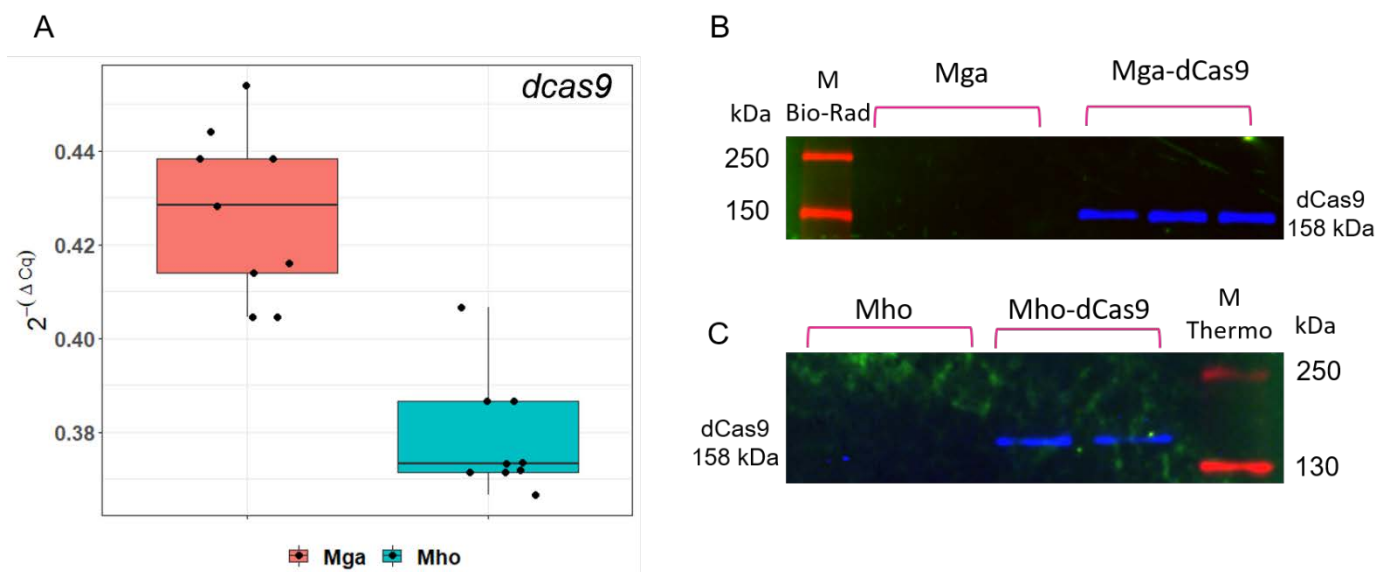 A
dcas9
0.44
0.42
0.40
0.38
2^-(Δ Cq)
Mga Mho
B
Mga Mga-dCas9
M
kDa Bio-Rad
250
150
dCas9
158 kDa
C
Mho Mho-dCas9 M
Thermo kDa
250
dCas9
158 kDa
130